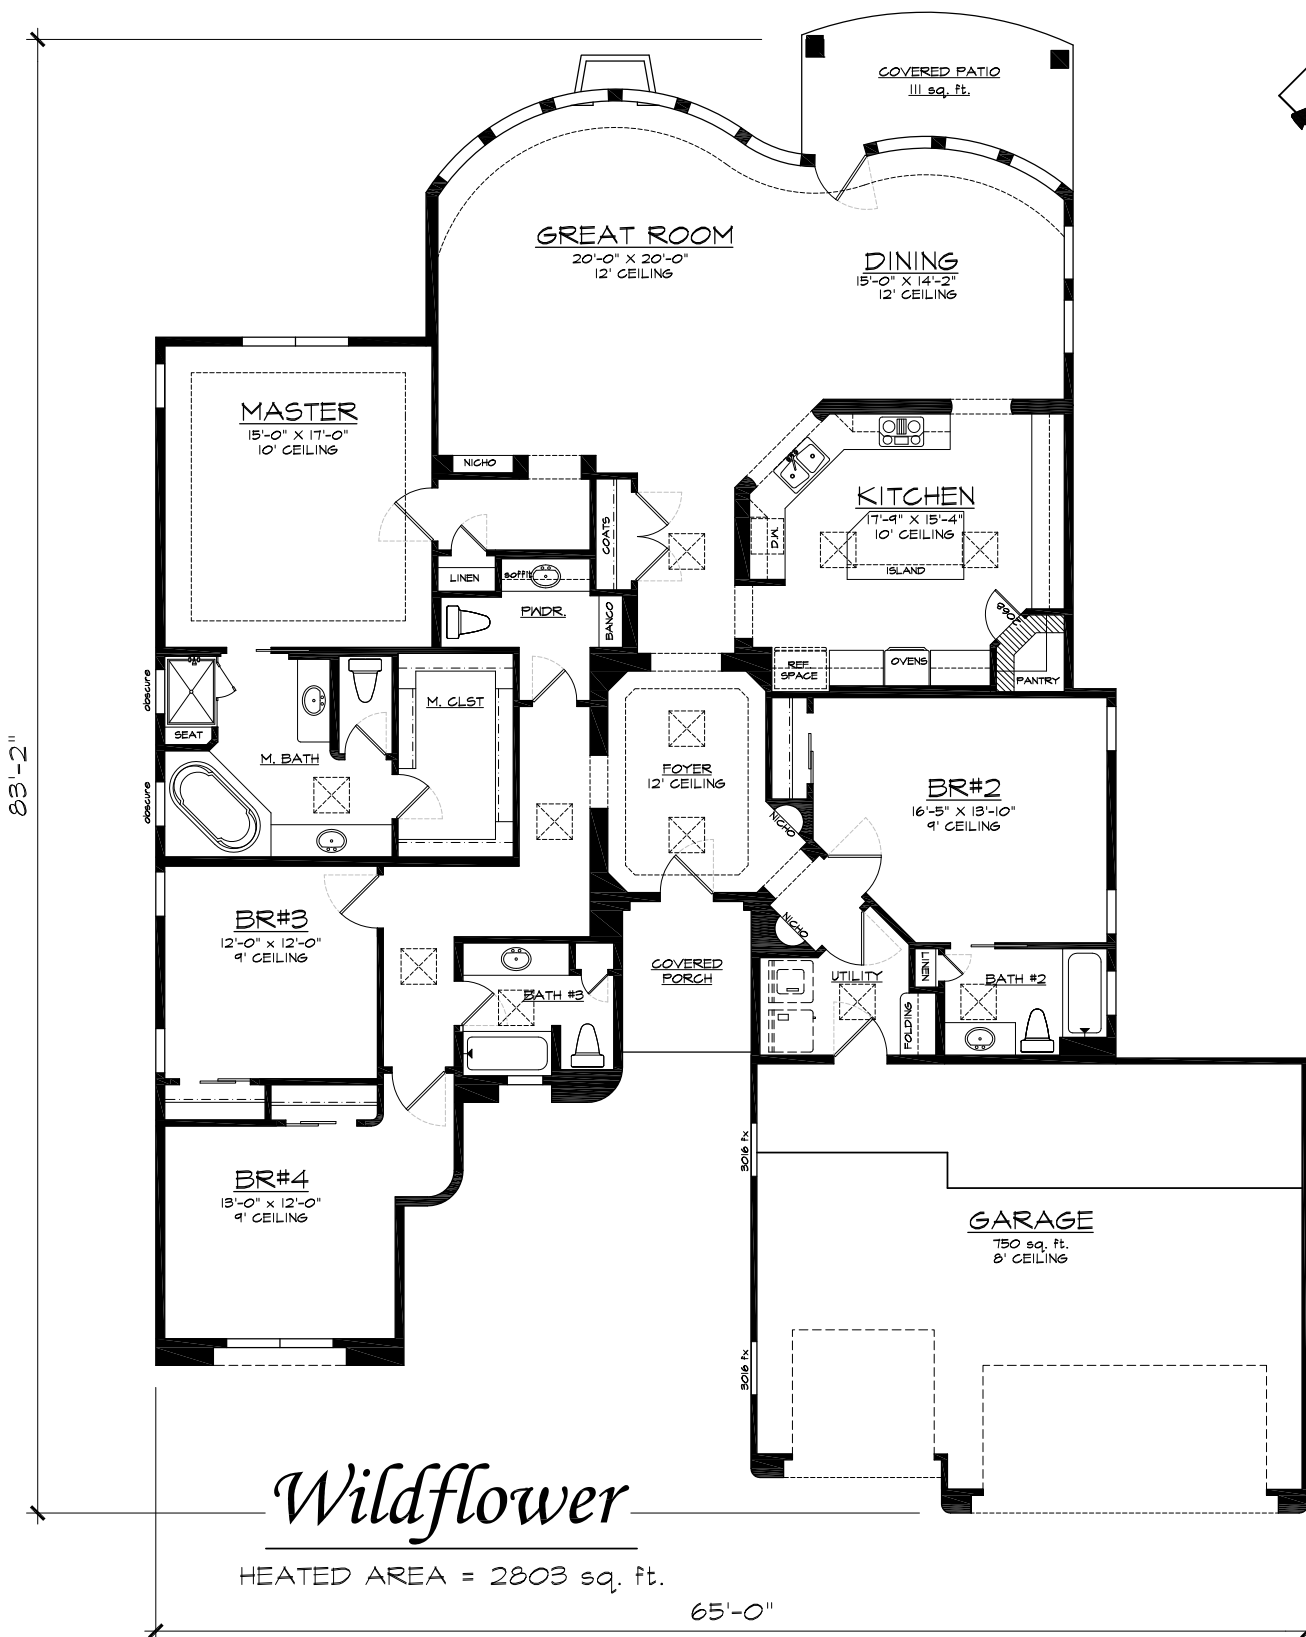 COVERED PATIO
111 sq. ft.
GREAT ROOM
20'-0" X 20'-0"
12' CEILING
DINING
15'-0" X 14'-2"
12' CEILING
MASTER
15'-0" X 17'-0"
10' CEILING
NICHO
COATS
KITCHEN
17'-9" X 15'-4"
10' CEILING
M.D.
ISLAND
LINEN
soffit
PWDR.
BANCO
REF.
SPACE
OVENS
PANTRY
obscure
SEAT
M. CLST
M. BATH
obscure
FOYER
12' CEILING
NICHO
BR#2
16'-5" X 13'-10"
9' CEILING
83'-2"
BR#3
12'-0" x 12'-0"
9' CEILING
NICHO
COVERED
PORCH
BATH #3
UTILITY
LINEN
BATH #2
FOLDING
3016 fx
BR#4
13'-0" x 12'-0"
9' CEILING
GARAGE
750 sq. ft.
8' CEILING
3016 fx
Wildflower
HEATED AREA = 2803 sq. ft.
65'-0"